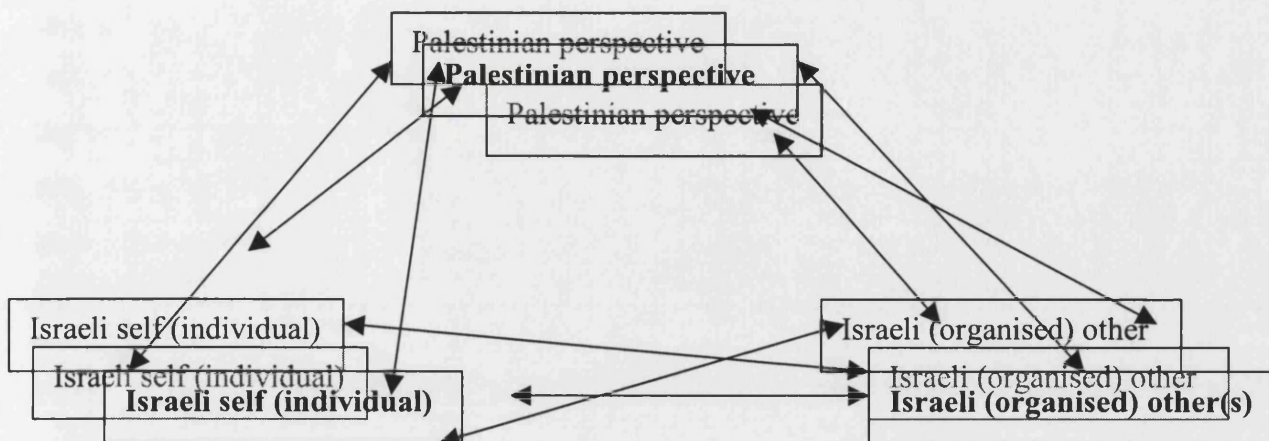 Palestinian perspective
Palestinian perspective
Palestinian perspective
Israeli self (individual)
Israeli self (individual)
Israeli self (individual)
Israeli (organised) other
Israeli (organised) other
Israeli (organised) other(s)